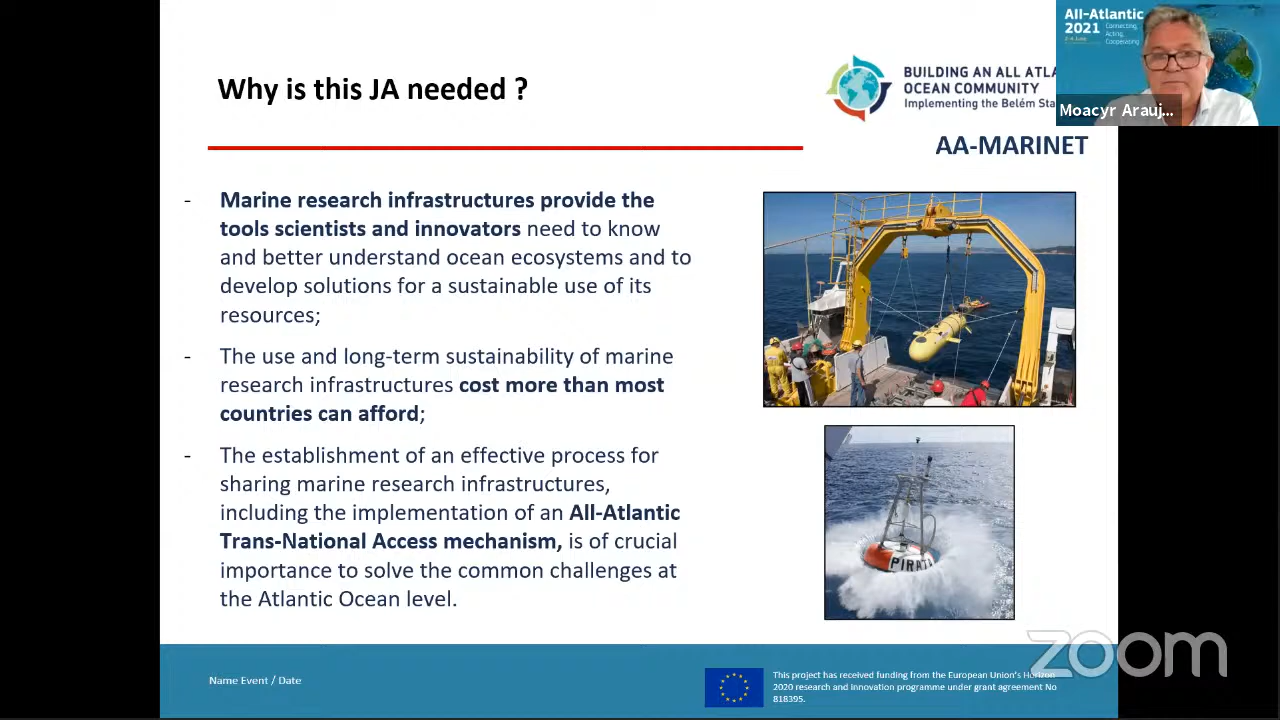 Why is this JA needed ?
BUILDING AN ALL
OCEAN COMMUNITY
Implementing the Belém
AA-MARINET
All-Atlantic
2021
Connecting,
Acting,
Cooperating
Moacyr Arauj...
- Marine research infrastructures provide the
tools scientists and innovators need to know
and better understand ocean ecosystems and to
develop solutions for a sustainable use of its
resources;
- The use and long-term sustainability of marine
research infrastructures cost more than most
countries can afford;
- The establishment of an effective process for
sharing marine research infrastructures,
including the implementation of an All-Atlantic
Trans-National Access mechanism, is of crucial
importance to solve the common challenges at
the Atlantic Ocean level.
PIRATA
zoom
Name Event / Date
This project has received funding from the European Union's Horizon
2020 research and innovation programme under grant agreement No
818395.